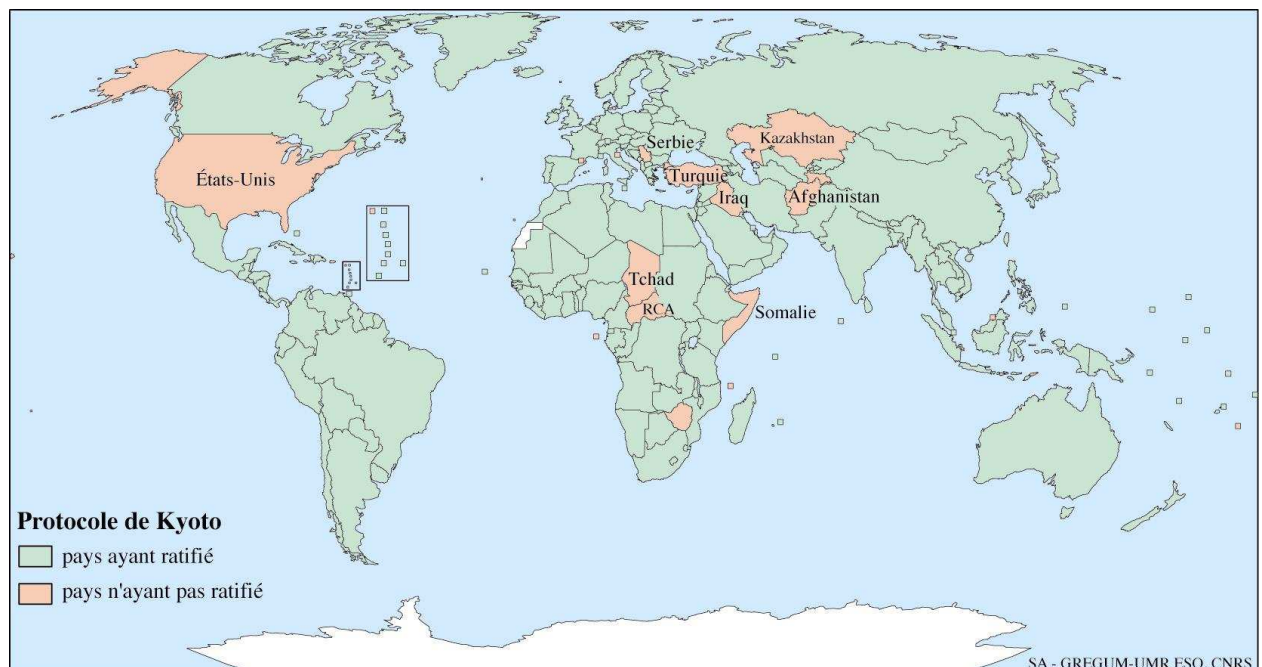 Serbie
Kazakhstan
États-Unis
Turquie
Iraq
Afghanistan
Tchad
RCA
Somalie
Protocole de Kyoto
pays ayant ratifié
pays n'ayant pas ratifié
SA - GREGUM-UMR ESO, CNRS